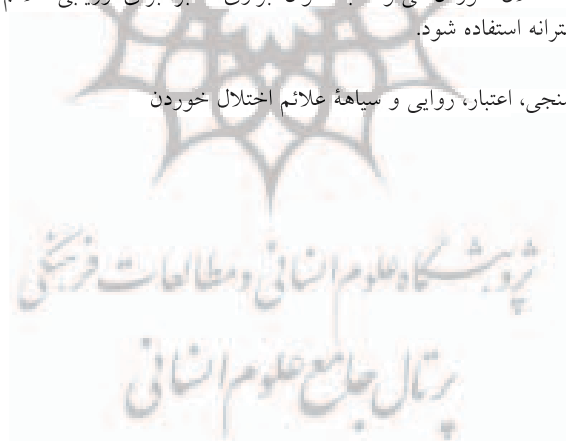 ترانه استفاده شود.
سنجی، اعتبار، روایی و سیاههٔ علائم اختلال خوردن
پژوهشگاه علوم انسانی و مطالعات فرهنگی
پرتال جامع علوم انسانی